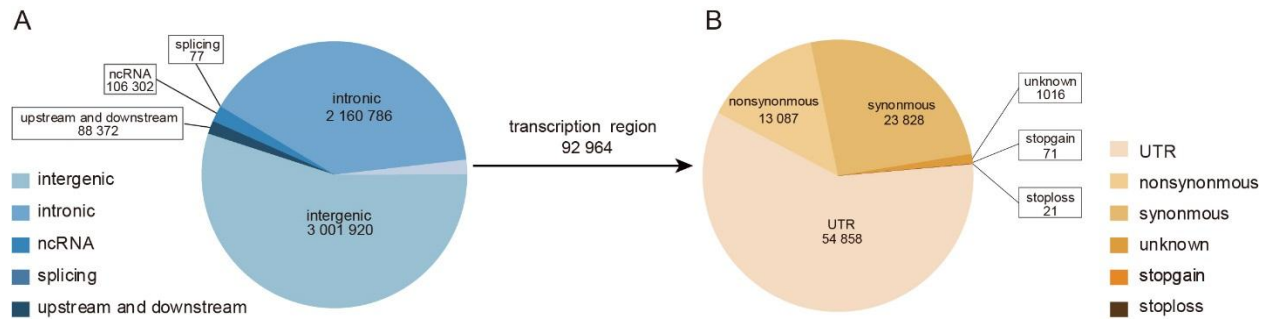 A
B
splicing
77
ncRNA
106 302
upstream and downstream
88 372
intronic
2 160 786
intergenic
3 001 920
intergenic
intronic
ncRNA
splicing
upstream and downstream
transcription region
92 964
nonsynonmous
13 087
synonmous
23 828
UTR
54 858
unknown
1016
stopgain
71
stoploss
21
UTR
nonsynonmous
synonmous
unknown
stopgain
stoploss